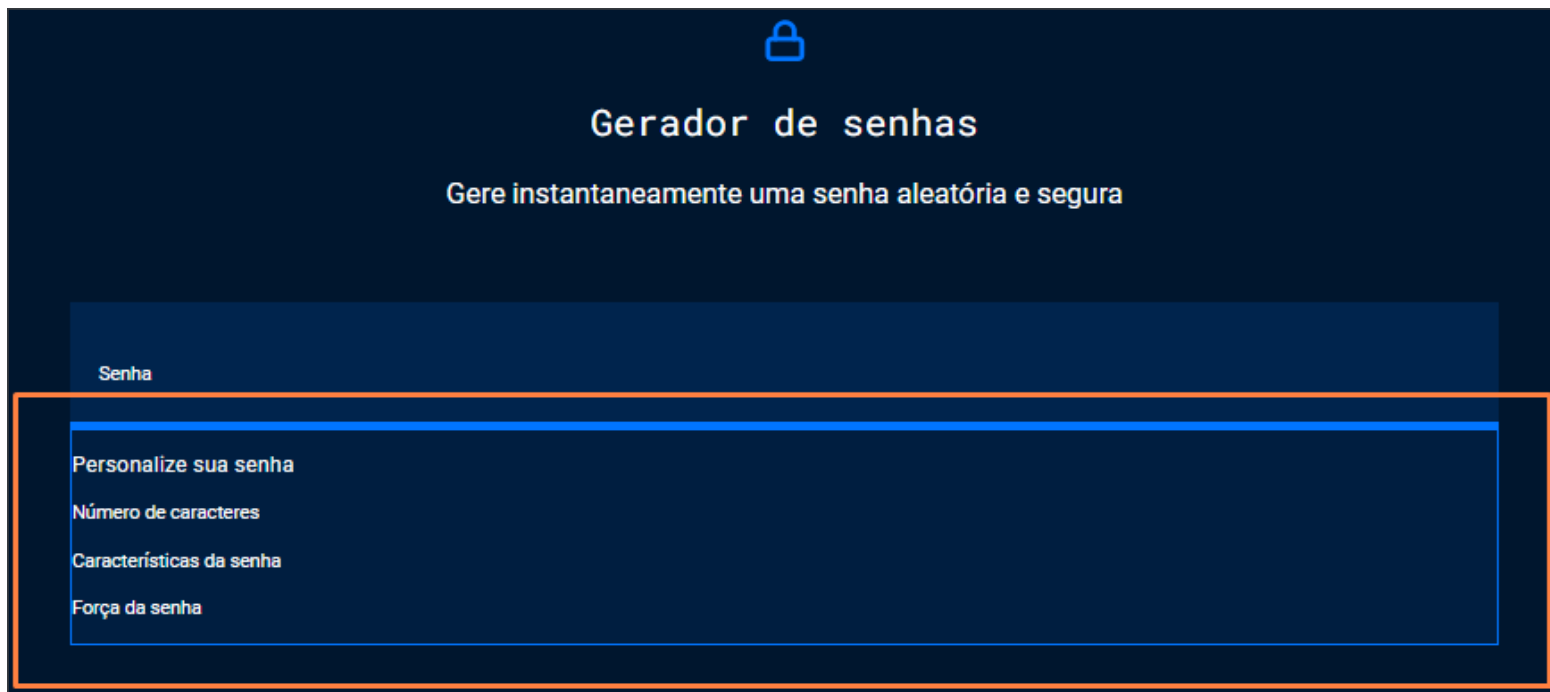 Gerador de senhas
Gere instantaneamente uma senha aleatória e segura
Senha
Personalize sua senha
Número de caracteres
Características da senha
Força da senha